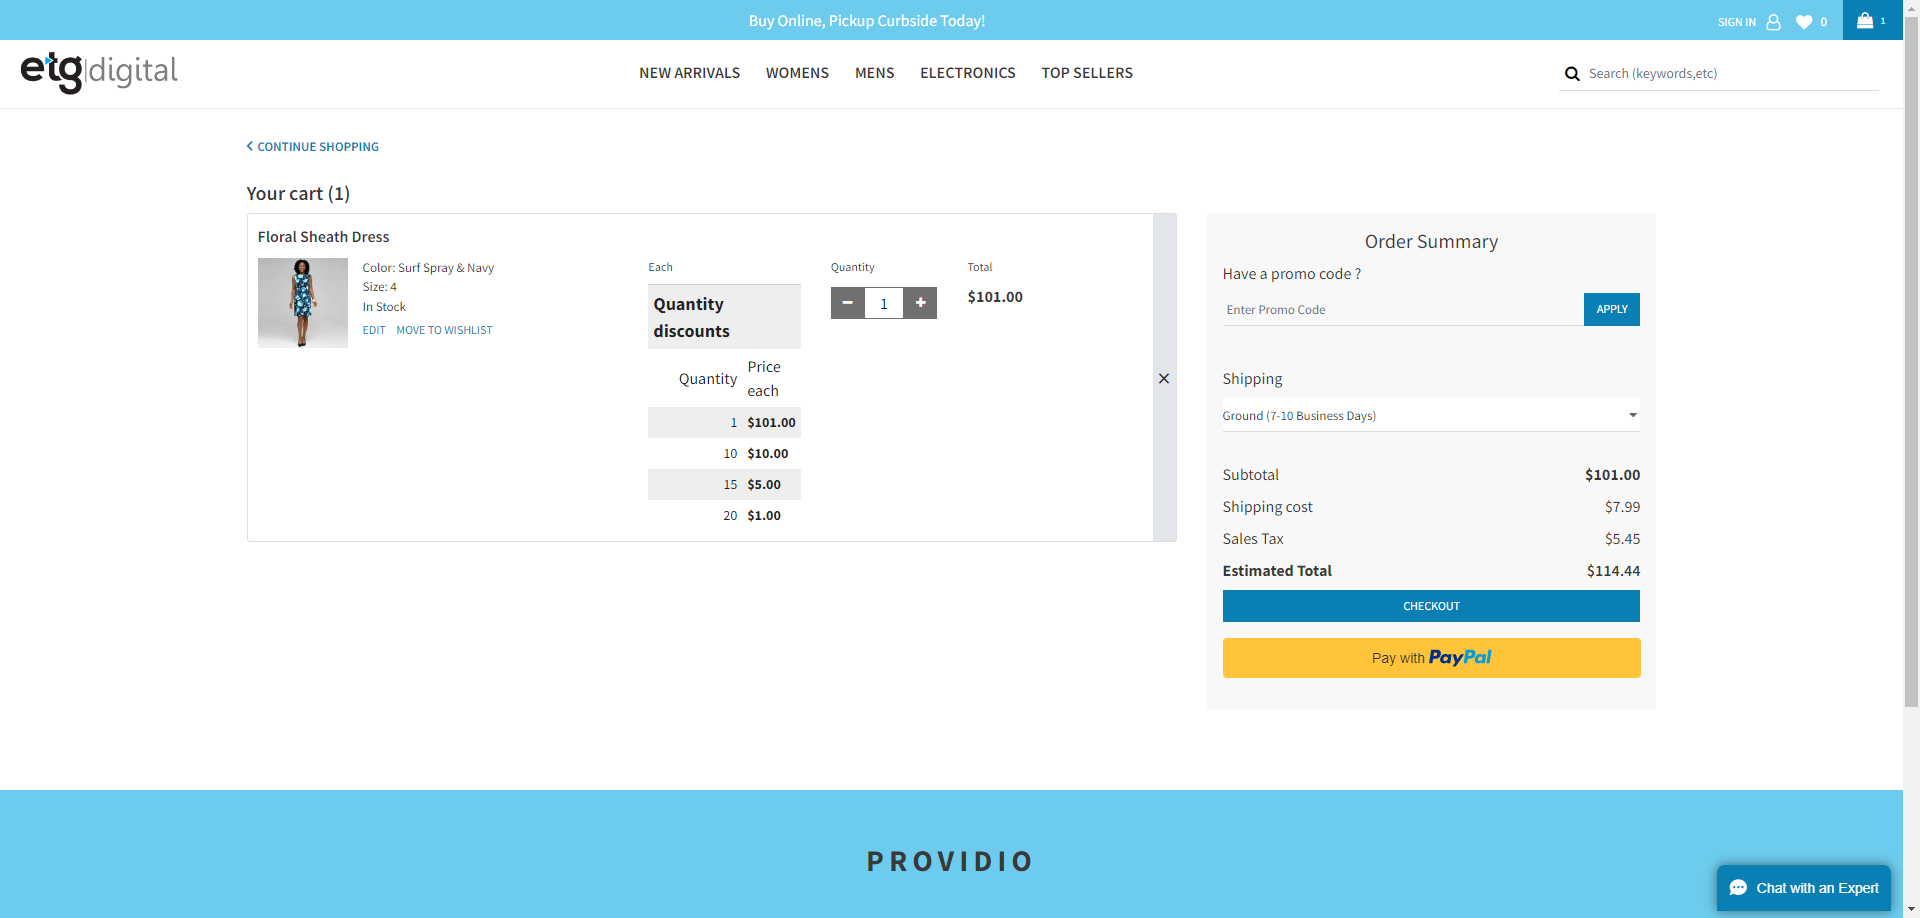 Buy Online, Pickup Curbside Today!
SIGN IN 0 1
etg|digital
NEW ARRIVALS WOMENS MENS ELECTRONICS TOP SELLERS
Search (keywords,etc)
CONTINUE SHOPPING
Your cart (1)
Floral Sheath Dress
Color: Surf Spray & Navy
Size: 4
In Stock
EDIT MOVE TO WISHLIST
Each
Quantity discounts
Quantity Price each
1 $101.00
10 $10.00
15 $5.00
20 $1.00
Quantity
− 1 +
Total
$101.00
×
Order Summary
Have a promo code ?
Enter Promo Code APPLY
Shipping
Ground (7-10 Business Days)
Subtotal $101.00
Shipping cost $7.99
Sales Tax $5.45
Estimated Total $114.44
CHECKOUT
Pay with PayPal
PROVIDIO
Chat with an Expert